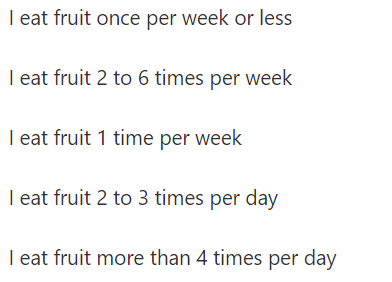 I eat fruit once per week or less
I eat fruit 2 to 6 times per week
I eat fruit 1 time per week
I eat fruit 2 to 3 times per day
I eat fruit more than 4 times per day